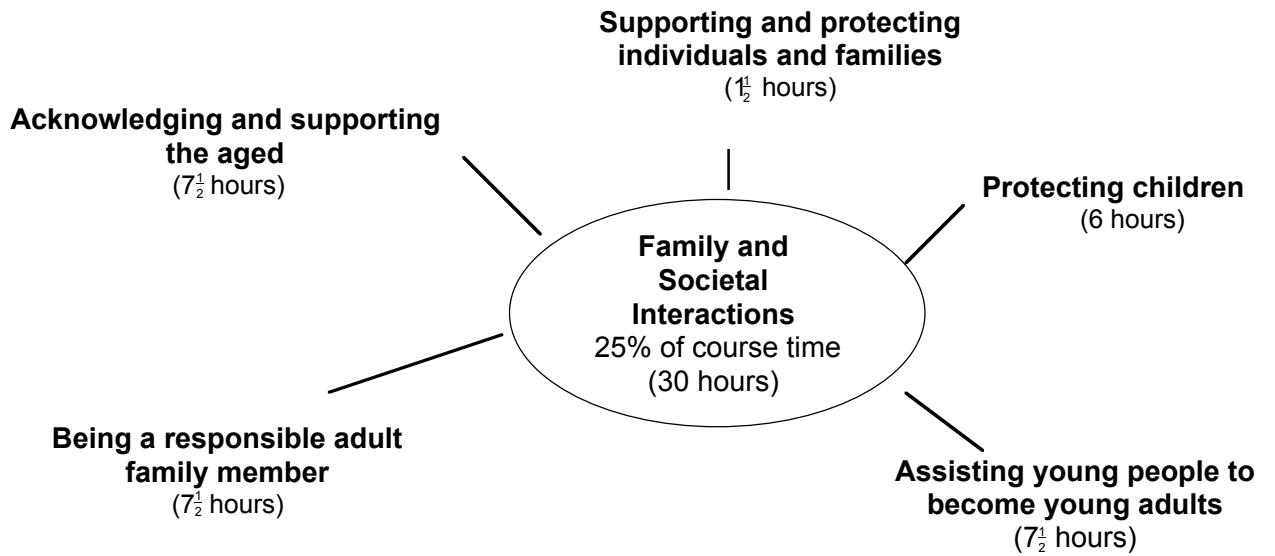 Supporting and protecting
individuals and families
(1½ hours)
Acknowledging and supporting
the aged
(7½ hours)
Protecting children
(6 hours)
Family and
Societal
Interactions
25% of course time
(30 hours)
Being a responsible adult
family member
(7½ hours)
Assisting young people to
become young adults
(7½ hours)